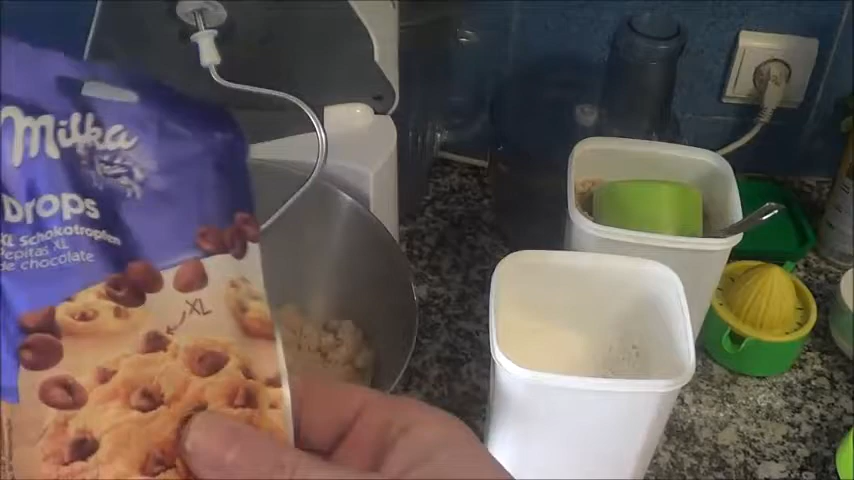 Milka
Drops
XL Schokotropfen
Pepitas XL
de chocolate
XL